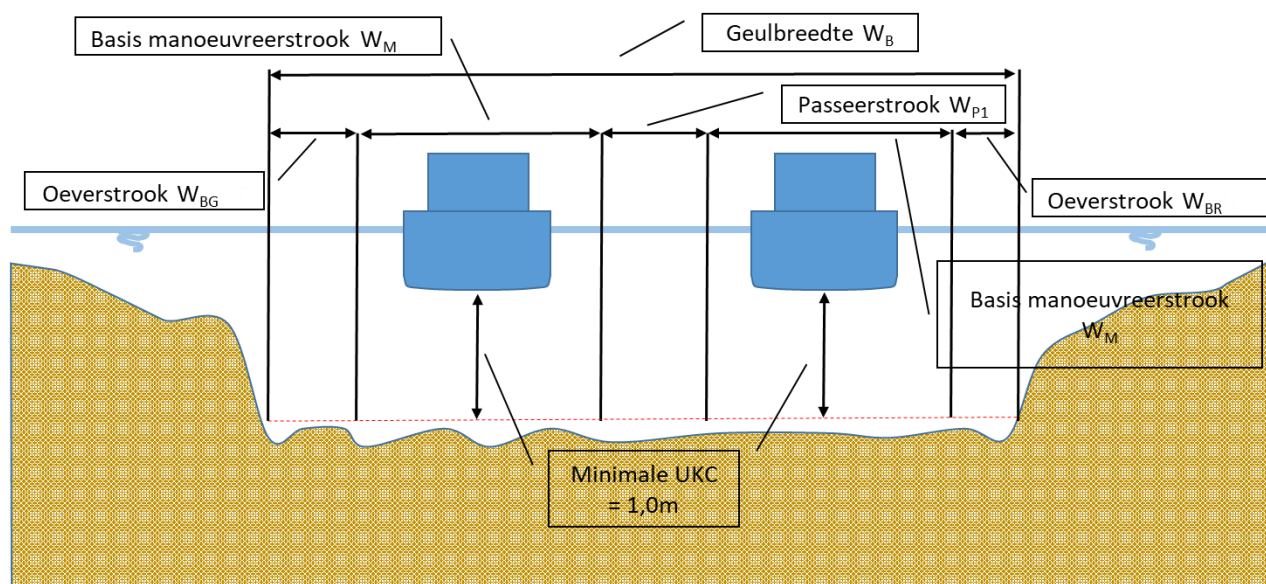 Basis manoeuvreerstrook W_M
Geulbreedte W_B
Passeerstrook W_P1
Oeverstrook W_BG
Oeverstrook W_BR
Basis manoeuvreerstrook
W_M
Minimale UKC
= 1,0m